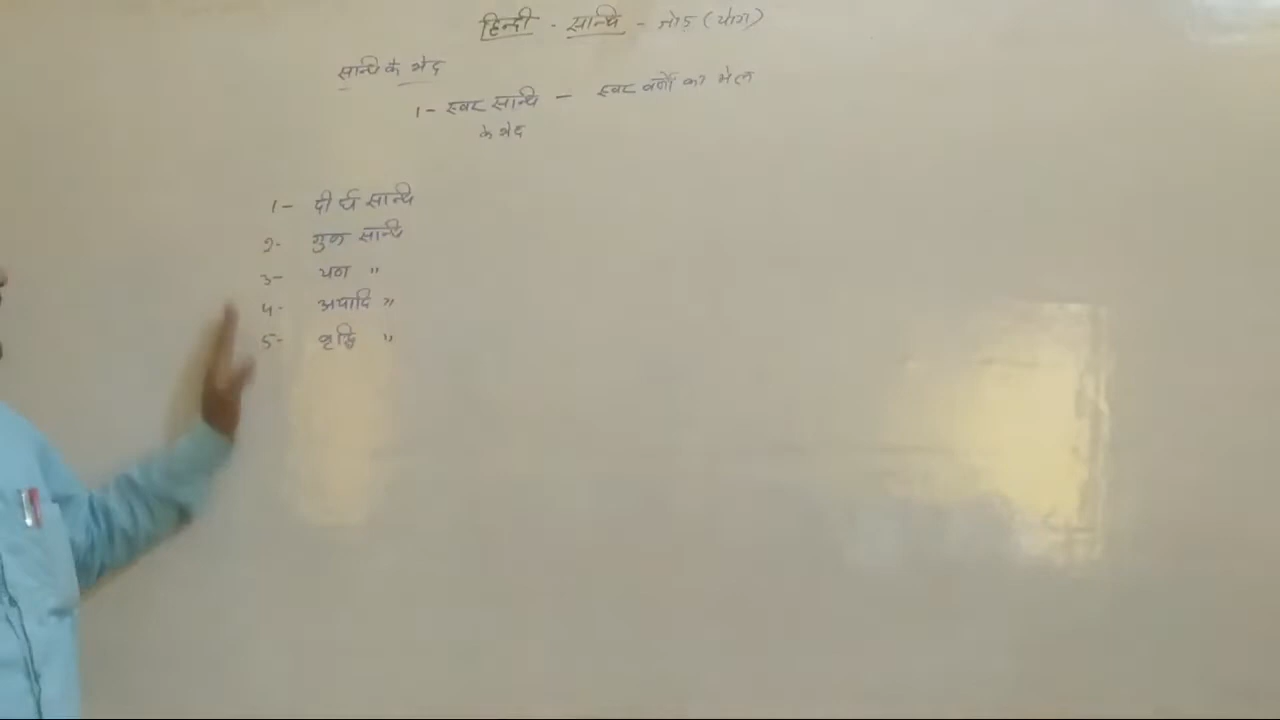 हिन्दी - सन्धि - जोड़ (योग)
सन्धि के भेद
1 - स्वर सन्धि - स्वर वर्णों का मेल
के भेद
1 - दीर्घ सन्धि
2 - गुण सन्धि
3 - यण "
4 - अयादि "
5 - वृद्धि "